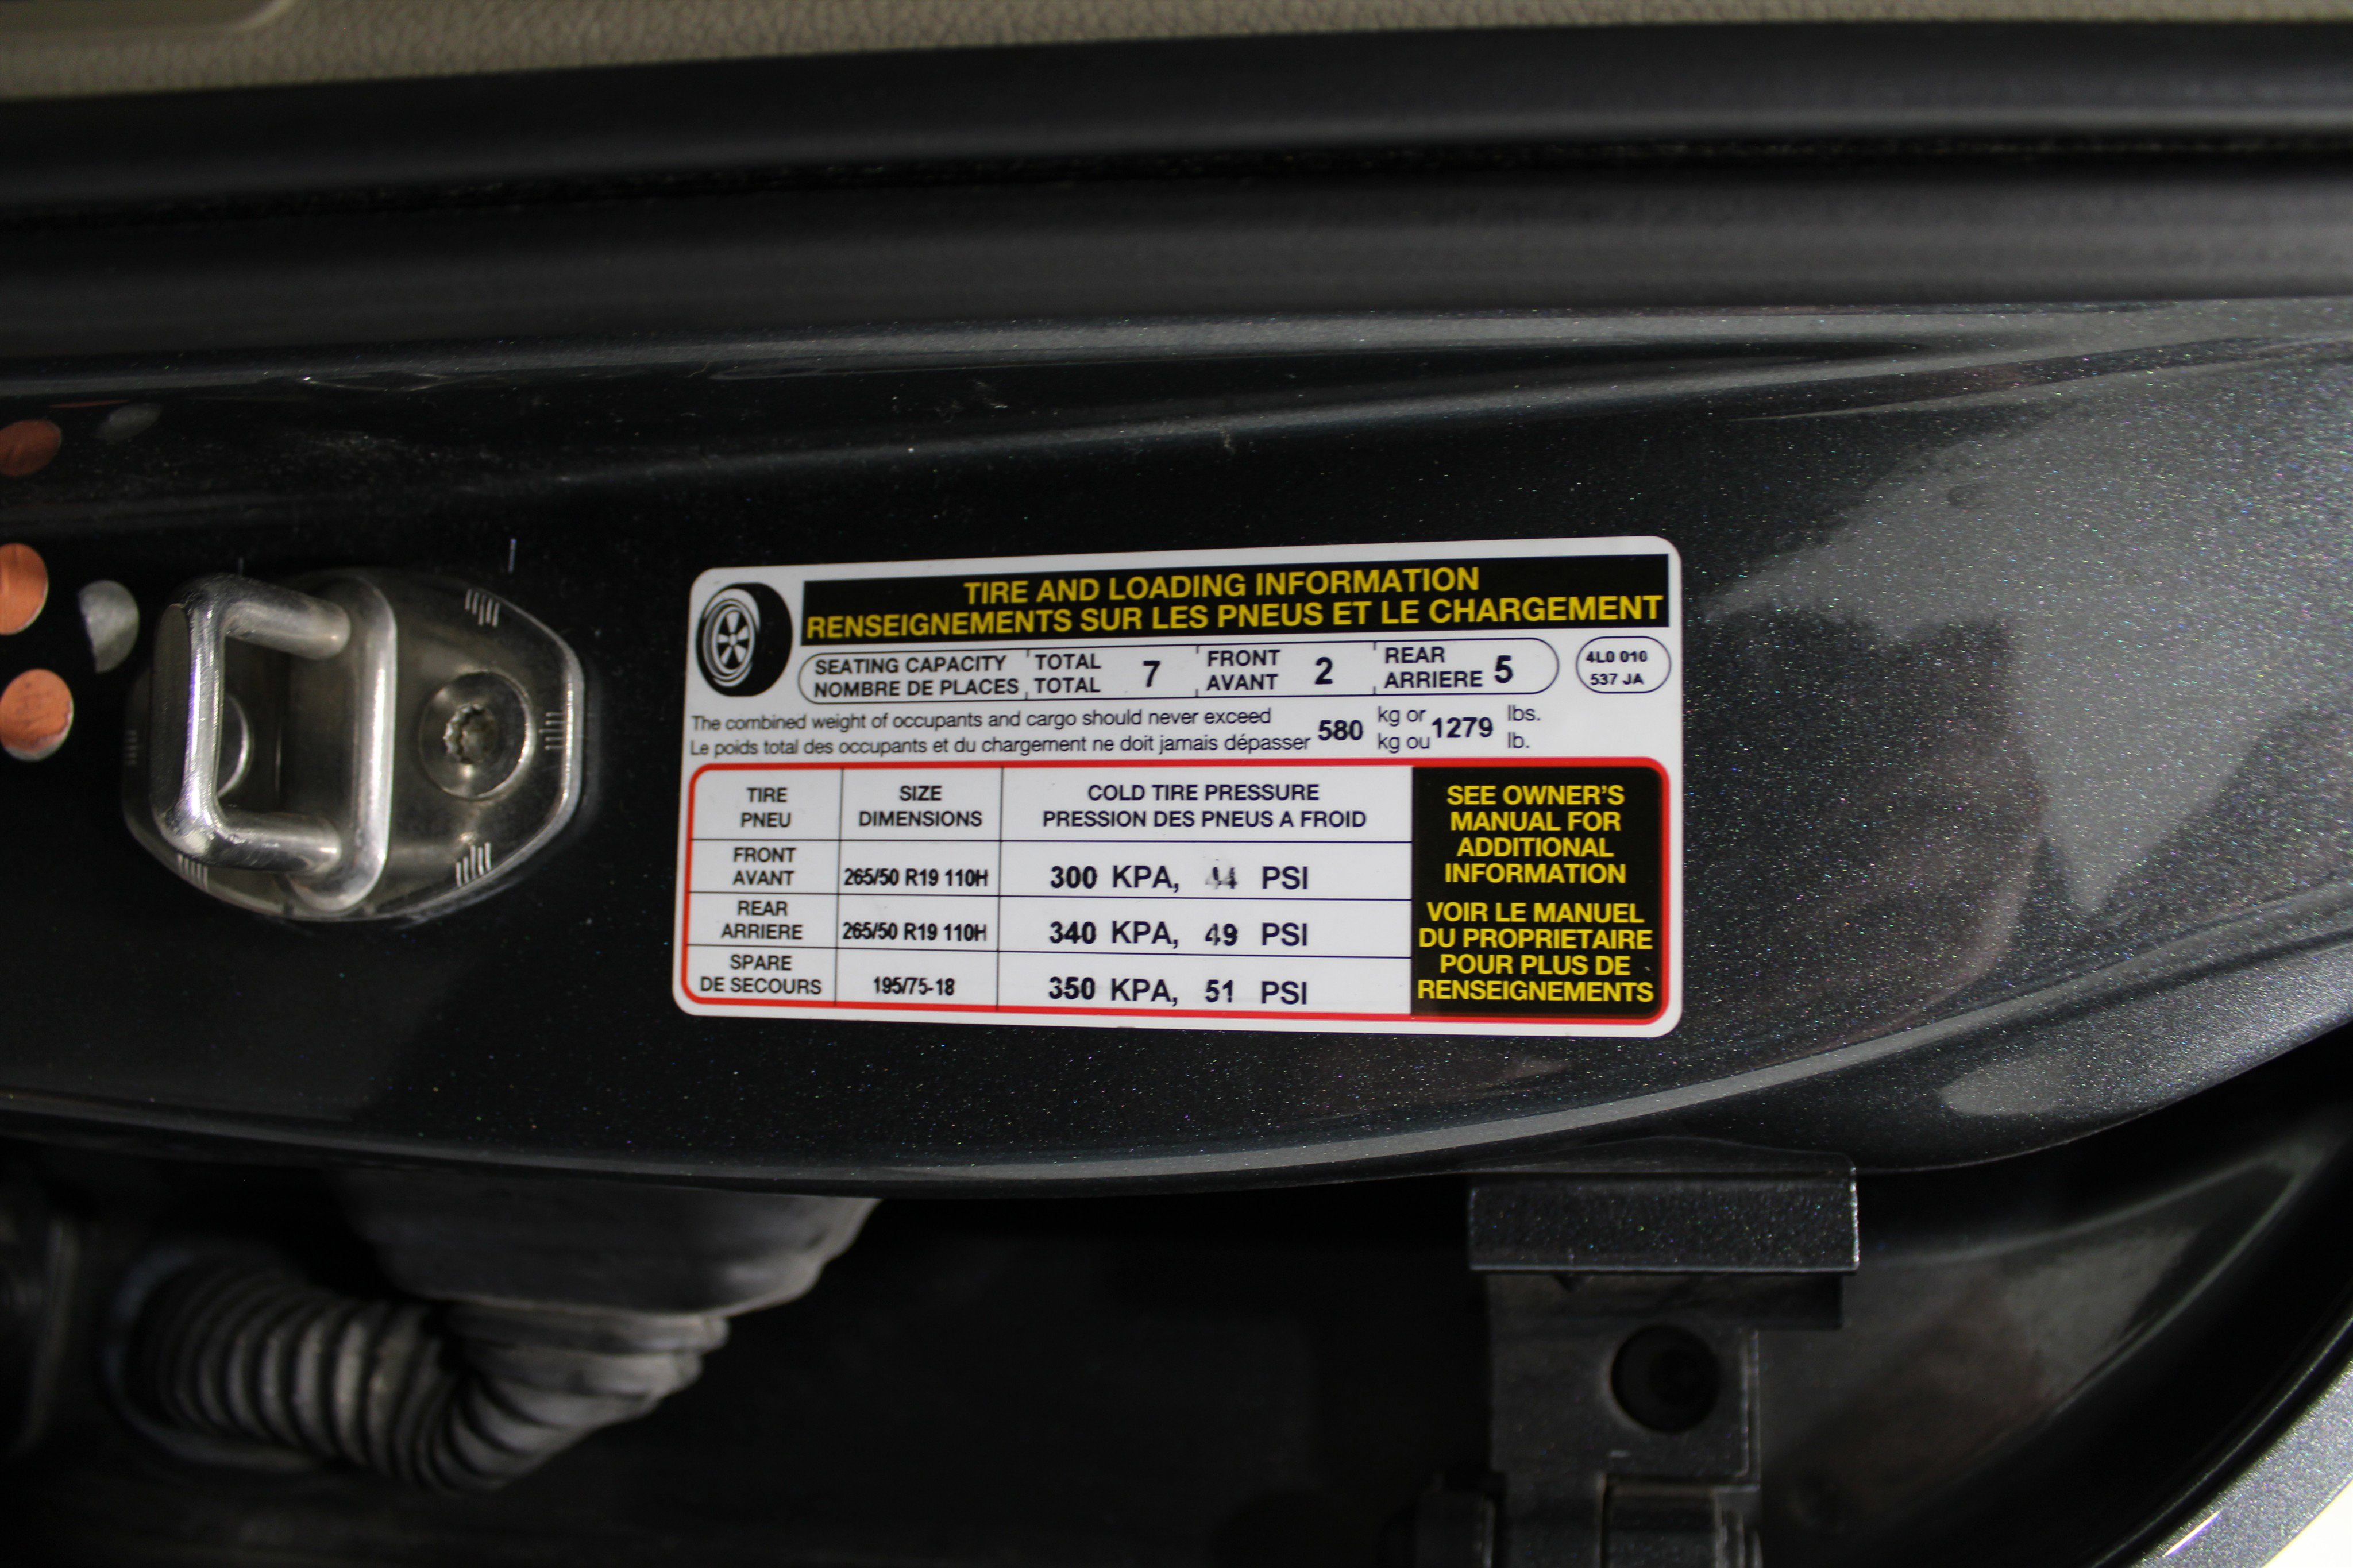 TIRE AND LOADING INFORMATION
RENSEIGNEMENTS SUR LES PNEUS ET LE CHARGEMENT
SEATING CAPACITY TOTAL 7 FRONT 2 REAR 5
NOMBRE DE PLACES TOTAL AVANT ARRIERE
4L0 010
537 JA
The combined weight of occupants and cargo should never exceed 580 kg or 1279 lbs.
Le poids total des occupants et du chargement ne doit jamais dépasser kg ou lb.
TIRE SIZE COLD TIRE PRESSURE
PNEU DIMENSIONS PRESSION DES PNEUS A FROID
FRONT
AVANT 265/50 R19 110H 300 KPA, 44 PSI
REAR
ARRIERE 265/50 R19 110H 340 KPA, 49 PSI
SPARE
DE SECOURS 195/75-18 350 KPA, 51 PSI
SEE OWNER'S
MANUAL FOR
ADDITIONAL
INFORMATION
VOIR LE MANUEL
DU PROPRIETAIRE
POUR PLUS DE
RENSEIGNEMENTS